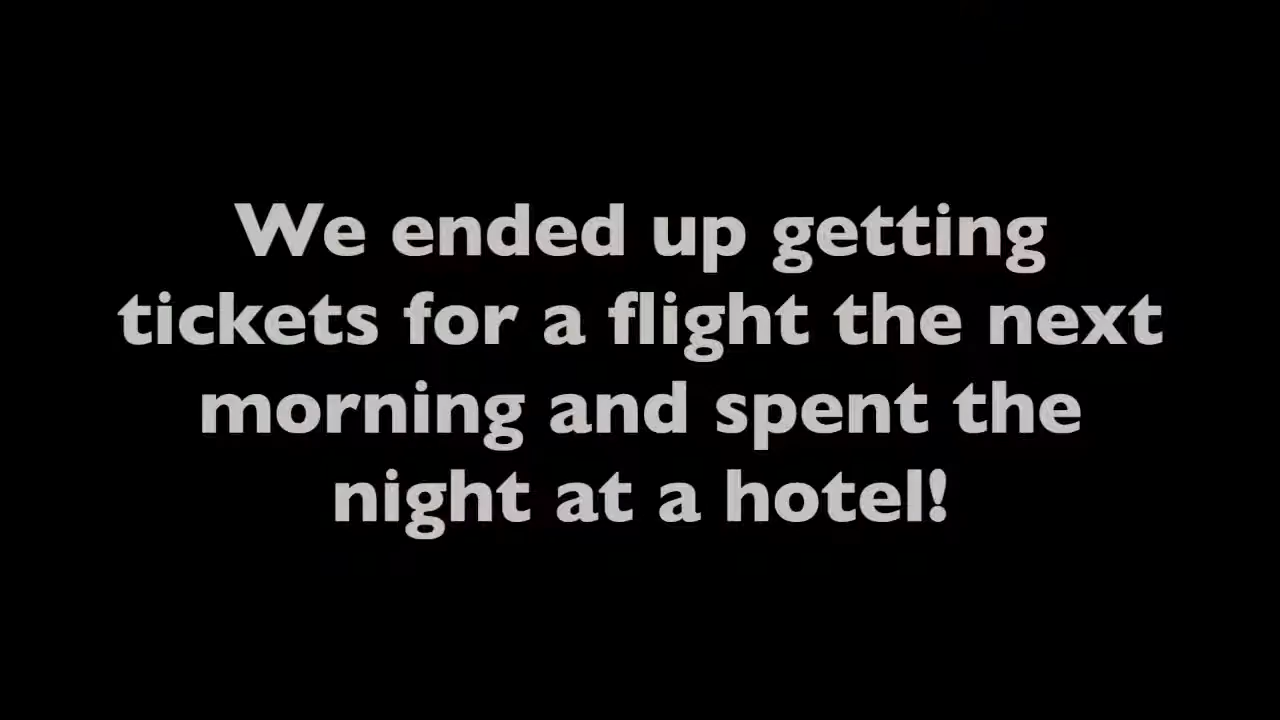 We ended up getting
tickets for a flight the next
morning and spent the
night at a hotel!